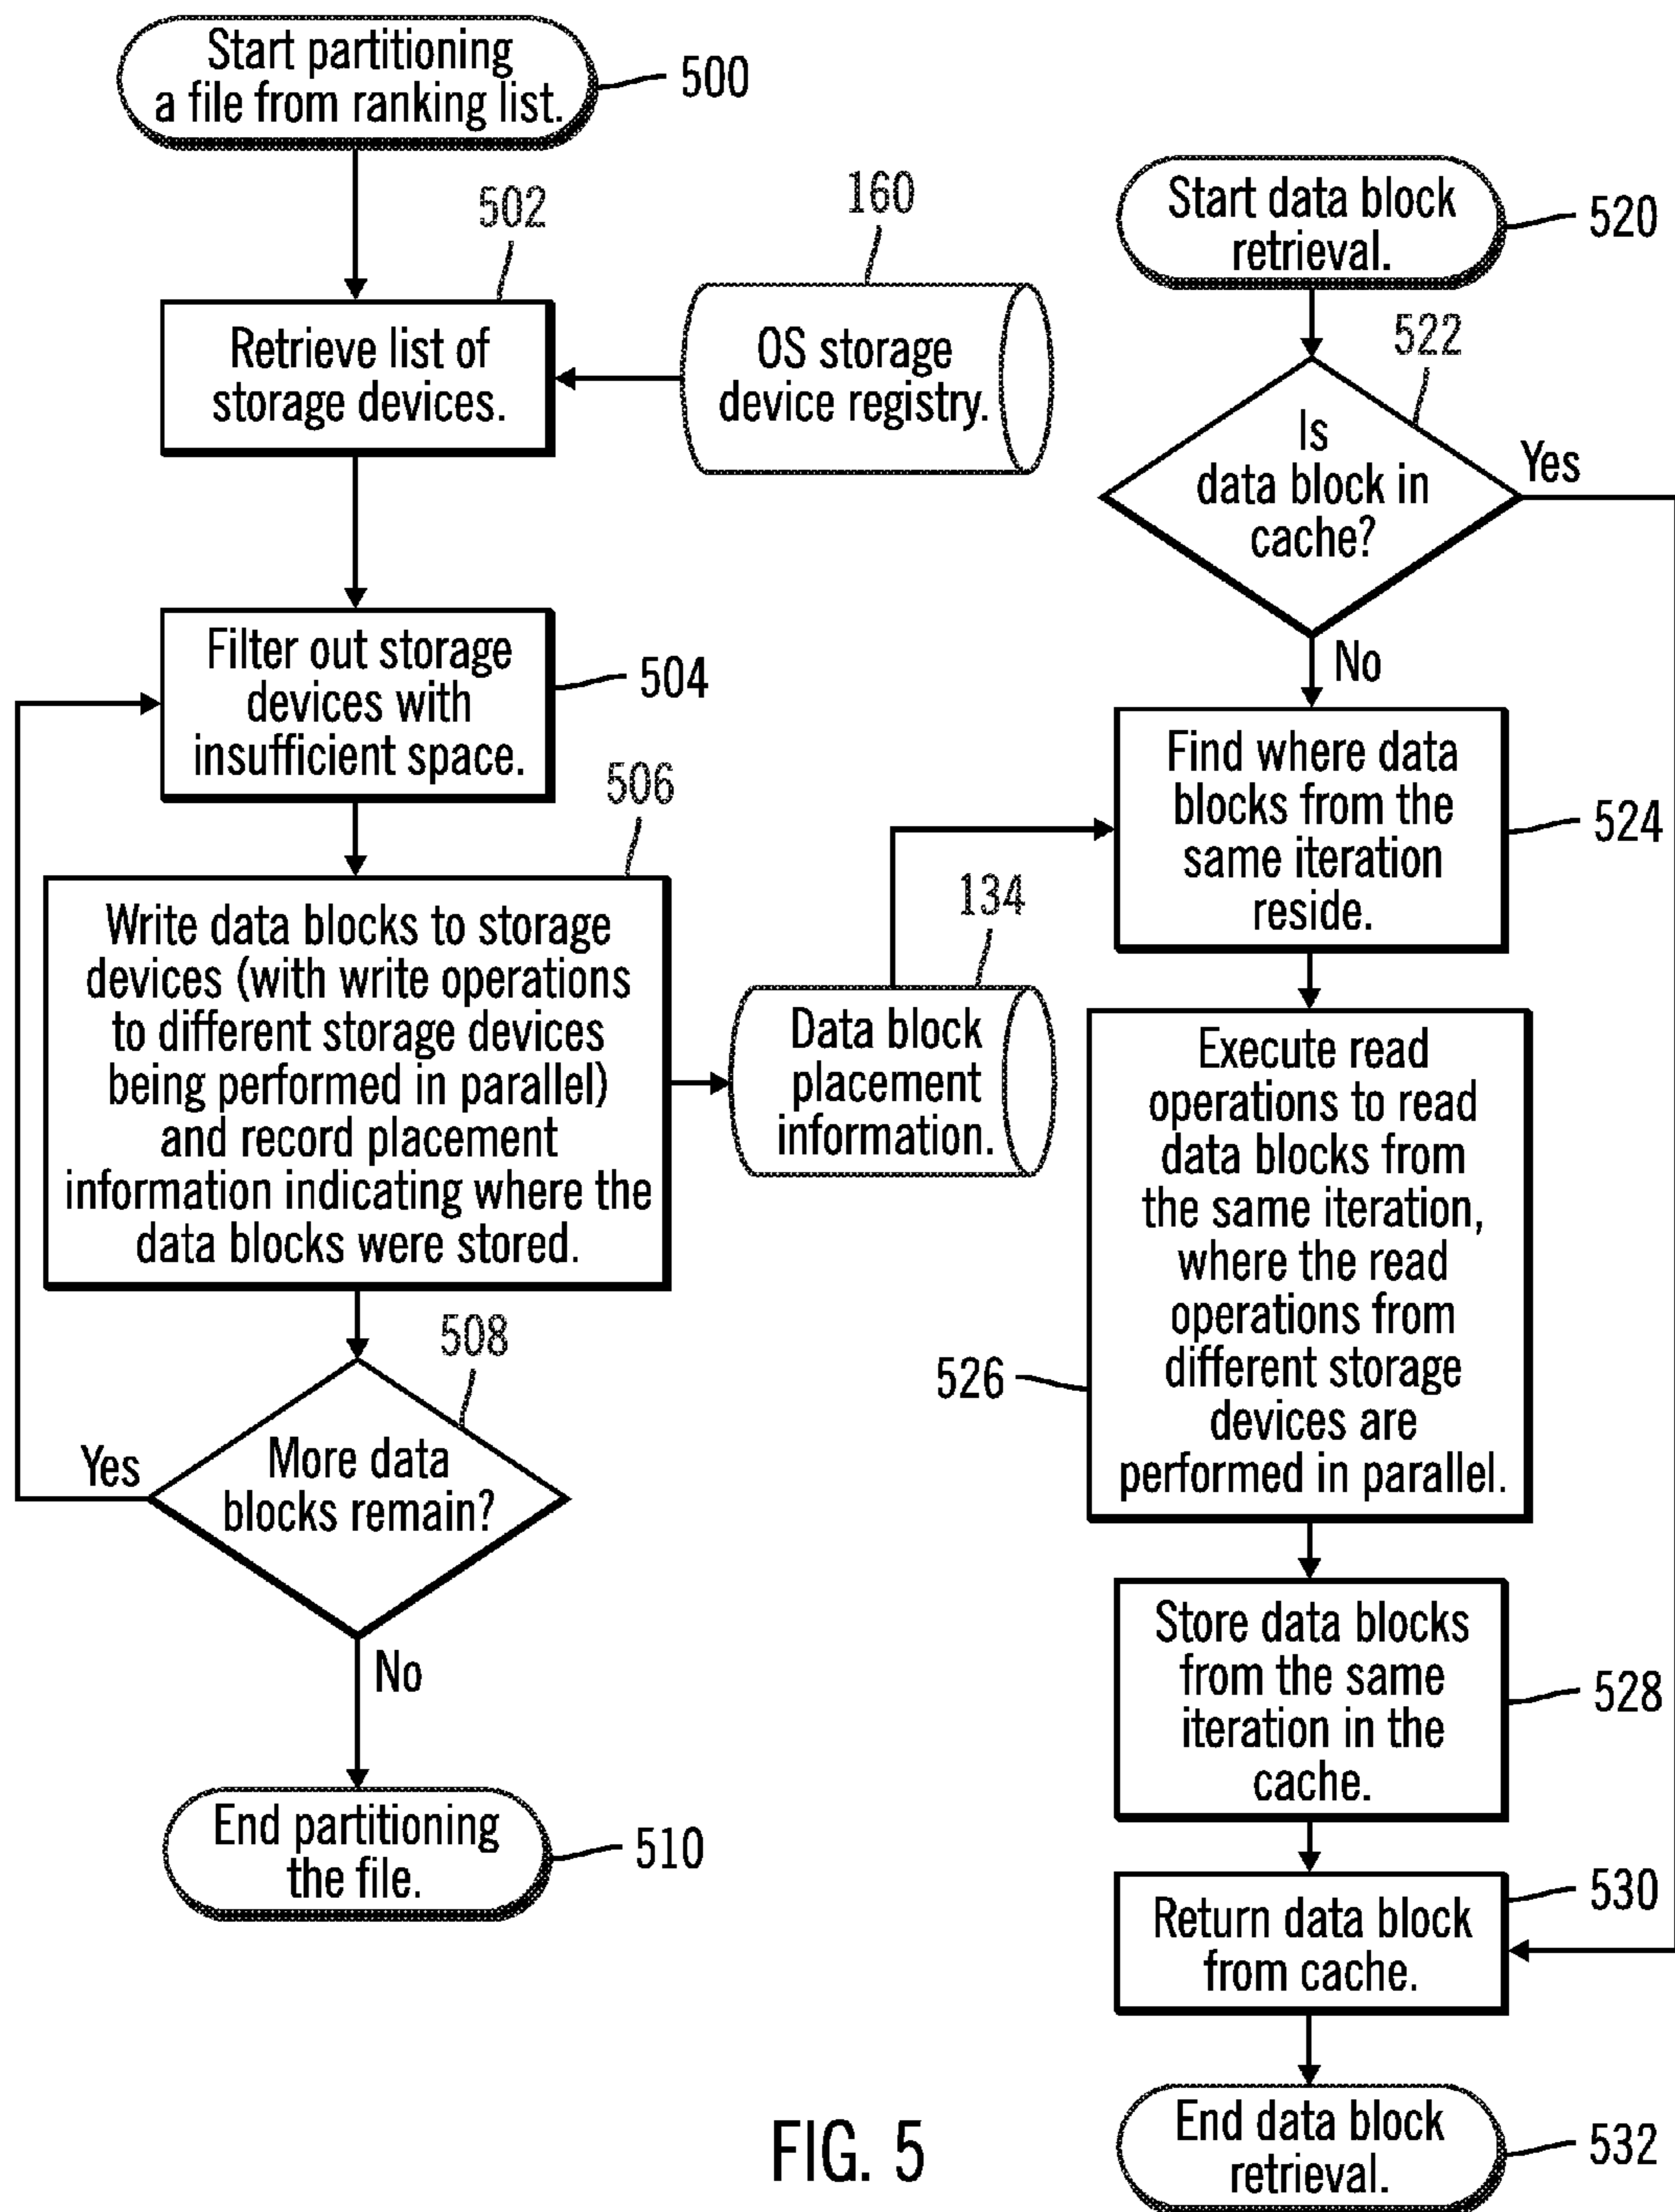 Start partitioning
a file from ranking list.
500
502
Retrieve list of
storage devices.
160
OS storage
device registry.
Filter out storage
devices with
insufficient space.
504
506
Write data blocks to storage
devices (with write operations
to different storage devices
being performed in parallel)
and record placement
information indicating where the
data blocks were stored.
134
Data block
placement
information.
508
More data
blocks remain?
Yes
No
End partitioning
the file.
510
Start data block
retrieval.
520
522
Is
data block in
cache?
Yes
No
Find where data
blocks from the
same iteration
reside.
524
Execute read
operations to read
data blocks from
the same iteration,
where the read
operations from
different storage
devices are
performed in parallel.
526
Store data blocks
from the same
iteration in the
cache.
528
Return data block
from cache.
530
End data block
retrieval.
532
FIG. 5